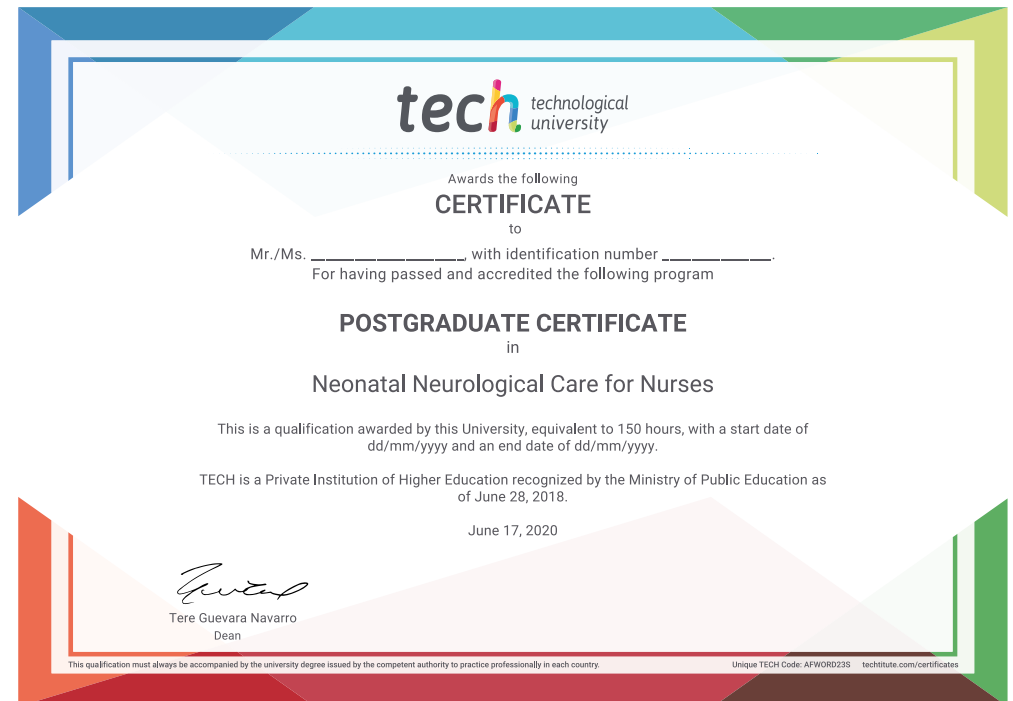 tech technological
university
Awards the following
CERTIFICATE
to
Mr./Ms. __________________, with identification number _____________.
For having passed and accredited the following program
POSTGRADUATE CERTIFICATE
in
Neonatal Neurological Care for Nurses
This is a qualification awarded by this University, equivalent to 150 hours, with a start date of
dd/mm/yyyy and an end date of dd/mm/yyyy.
TECH is a Private Institution of Higher Education recognized by the Ministry of Public Education as
of June 28, 2018.
June 17, 2020
Tere Guevara Navarro
Dean
This qualification must always be accompanied by the university degree issued by the competent authority to practice professionally in each country.
Unique TECH Code: AFWORD23S techtitute.com/certificates